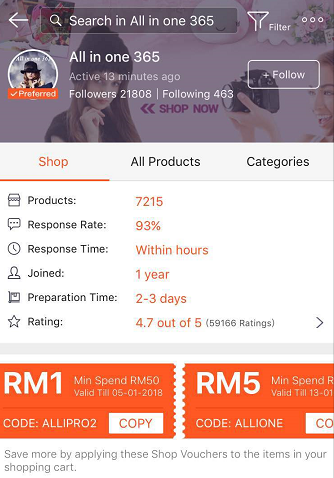 Search in All in one 365
Filter
All in one 365
All in one 365
Active 13 minutes ago
Preferred
Followers 21808 | Following 463
+ Follow
SHOP NOW
Shop
All Products
Categories
Products: 7215
Response Rate: 93%
Response Time: Within hours
Joined: 1 year
Preparation Time: 2-3 days
Rating: 4.7 out of 5 (59166 Ratings)
RM1 Min Spend RM50
Valid Till 05-01-2018
CODE: ALLIPRO2 COPY
RM5 Min Spend R
Valid Till 13-01
CODE: ALLIONE CO
Save more by applying these Shop Vouchers to the items in your
shopping cart.